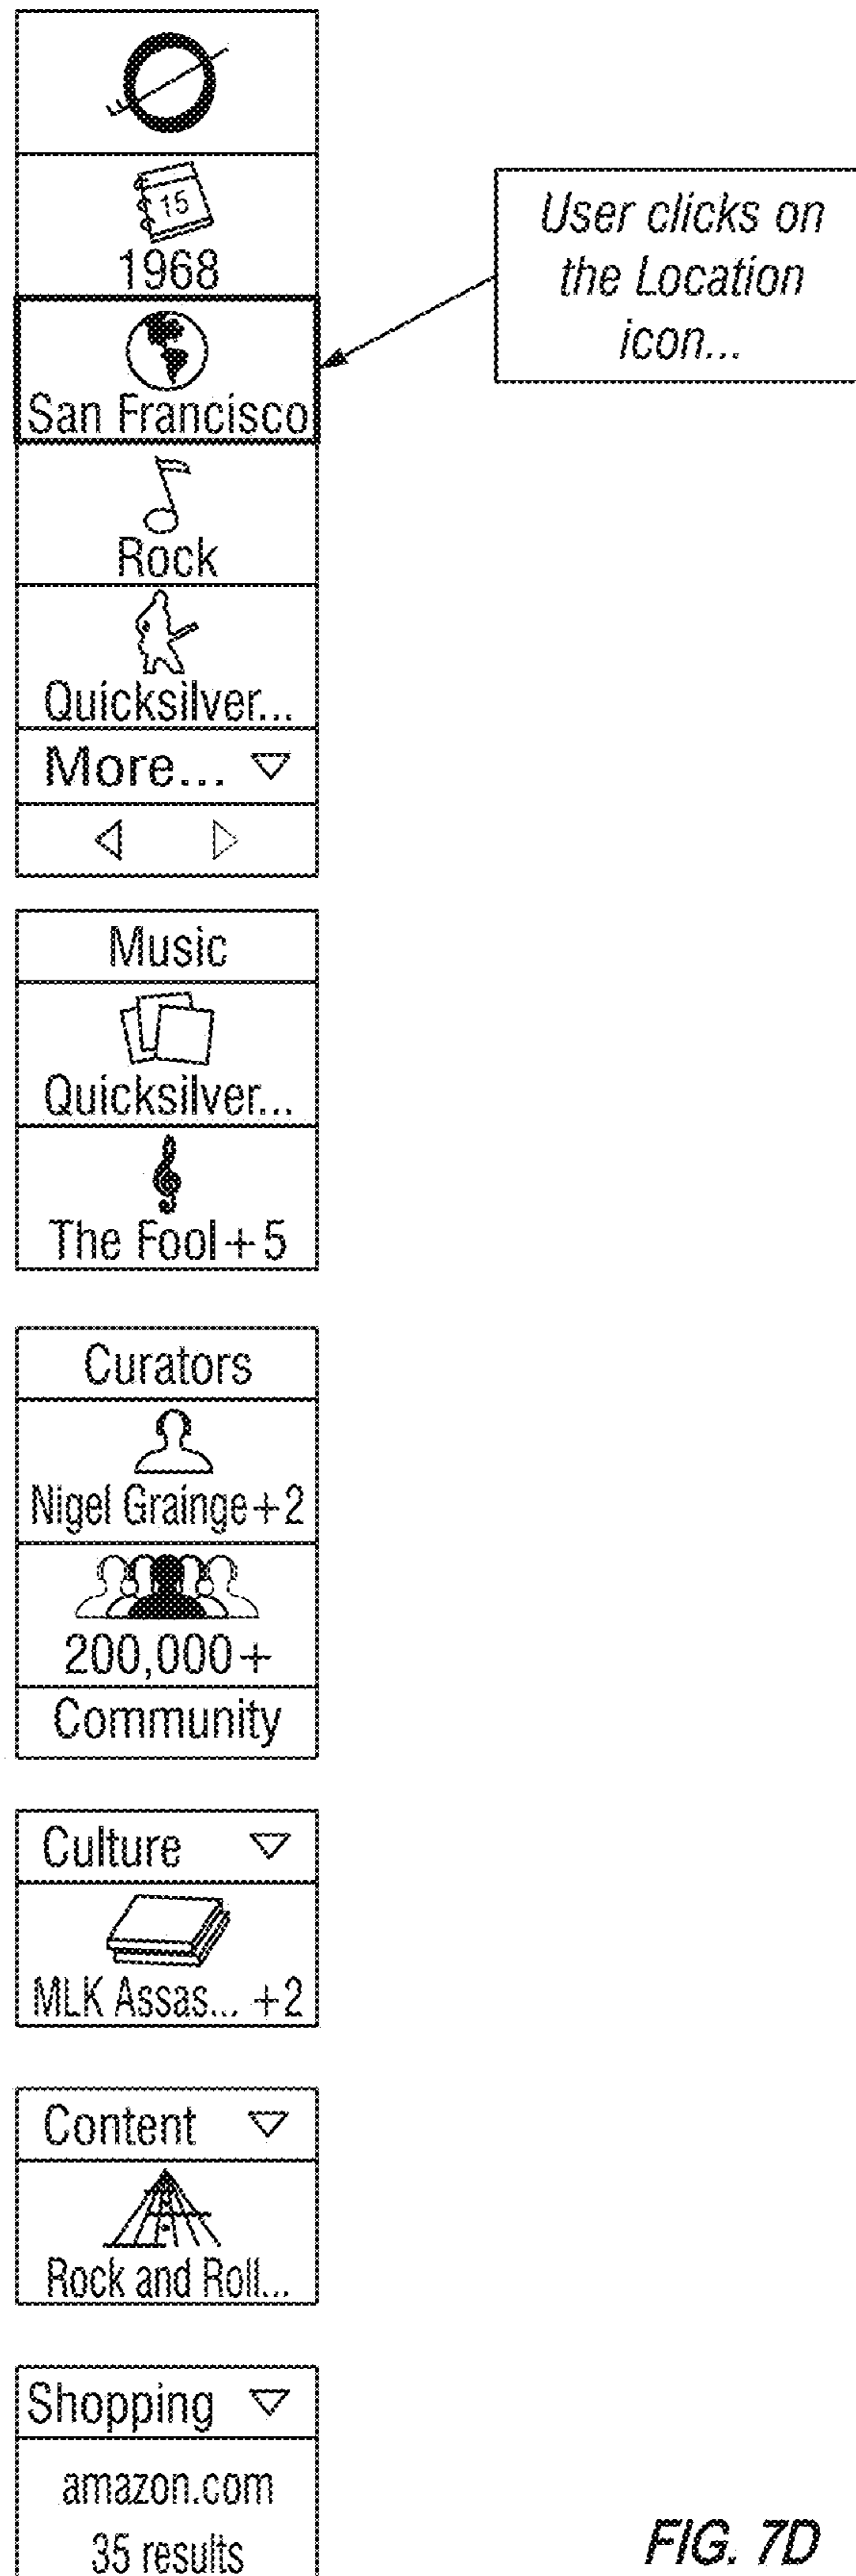 15
1968
User clicks on
the Location
icon...
San Francisco
Rock
Quicksilver...
More...
Music
Quicksilver...
The Fool + 5
Curators
Nigel Grainge + 2
200,000 +
Community
Culture
MLK Assas... + 2
Content
Rock and Roll...
Shopping
amazon.com
35 results
FIG. 7D